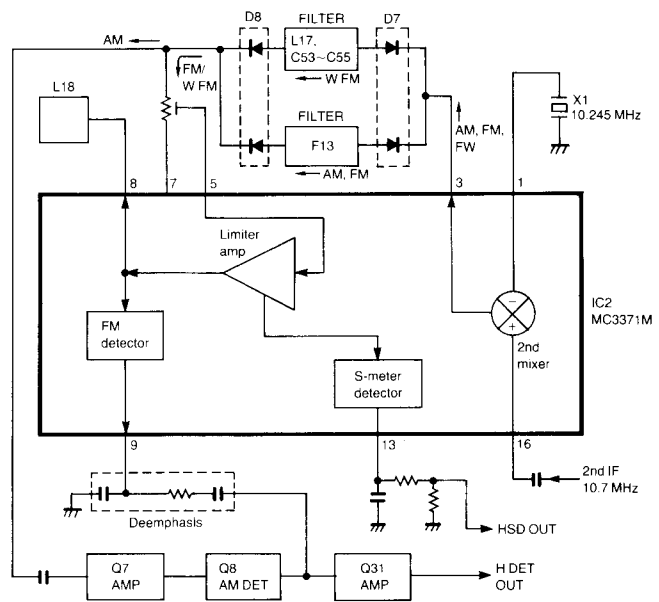 D8
FILTER
D7
AM
L17,
C53~C55
FM/
W FM
W FM
L18
FILTER
F13
AM, FM
AM, FM,
FW
X1
10.245 MHz
8
7
5
3
1
Limiter
amp
FM
detector
S-meter
detector
2nd
mixer
IC2
MC3371M
9
13
16
2nd IF
10.7 MHz
Deemphasis
HSD OUT
Q7
AMP
Q8
AM DET
Q31
AMP
H DET
OUT